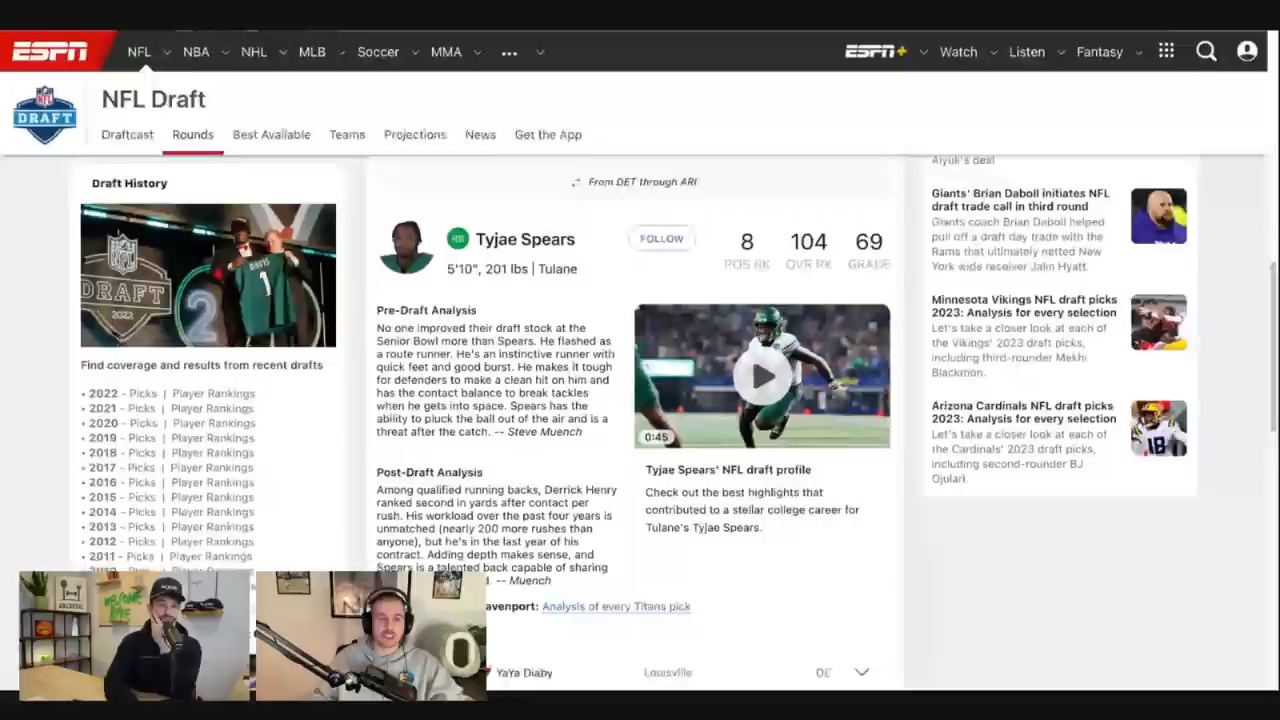 ESPN NFL NBA NHL MLB Soccer MMA ••• ESPN+ Watch Listen Fantasy
NFL DRAFT
NFL Draft
Draftcast Rounds Best Available Teams Projections News Get the App
Draft History
NFL
DRAFT
2022
2
DAVIS
1
Find coverage and results from recent drafts
• 2022 - Picks | Player Rankings
• 2021 - Picks | Player Rankings
• 2020 - Picks | Player Rankings
• 2019 - Picks | Player Rankings
• 2018 - Picks | Player Rankings
• 2017 - Picks | Player Rankings
• 2016 - Picks | Player Rankings
• 2015 - Picks | Player Rankings
• 2014 - Picks | Player Rankings
• 2013 - Picks | Player Rankings
• 2012 - Picks | Player Rankings
• 2011 - Picks | Player Rankings
From DET through ARI
RB Tyjae Spears
5'10", 201 lbs | Tulane
FOLLOW
8 104 69
POS RK OVR RK GRADE
Pre-Draft Analysis
No one improved their draft stock at the
Senior Bowl more than Spears. He flashed as
a route runner. He's an instinctive runner with
quick feet and good burst. He makes it tough
for defenders to make a clean hit on him and
has the contact balance to break tackles
when he gets into space. Spears has the
ability to pluck the ball out of the air and is a
threat after the catch. -- Steve Muench
Post-Draft Analysis
Among qualified running backs, Derrick Henry
ranked second in yards after contact per
rush. His workload over the past four years is
unmatched (nearly 200 more rushes than
anyone), but he's in the last year of his
contract. Adding depth makes sense, and
Spears is a talented back capable of sharing
-- Muench
avenport: Analysis of every Titans pick
0:45
Tyjae Spears' NFL draft profile
Check out the best highlights that
contributed to a stellar college career for
Tulane's Tyjae Spears.
YaYa Diaby Louisville DE
Aiyuk's deal
Giants' Brian Daboll initiates NFL
draft trade call in third round
Giants coach Brian Daboll helped
pull off a draft day trade with the
Rams that ultimately netted New
York wide receiver Jalin Hyatt.
Minnesota Vikings NFL draft picks
2023: Analysis for every selection
Let's take a closer look at each of
the Vikings' 2023 draft picks,
including third-rounder Mekhi
Blackmon.
Arizona Cardinals NFL draft picks
2023: Analysis for every selection
Let's take a closer look at each of
the Cardinals' 2023 draft picks,
including second-rounder BJ
Ojulari.
18